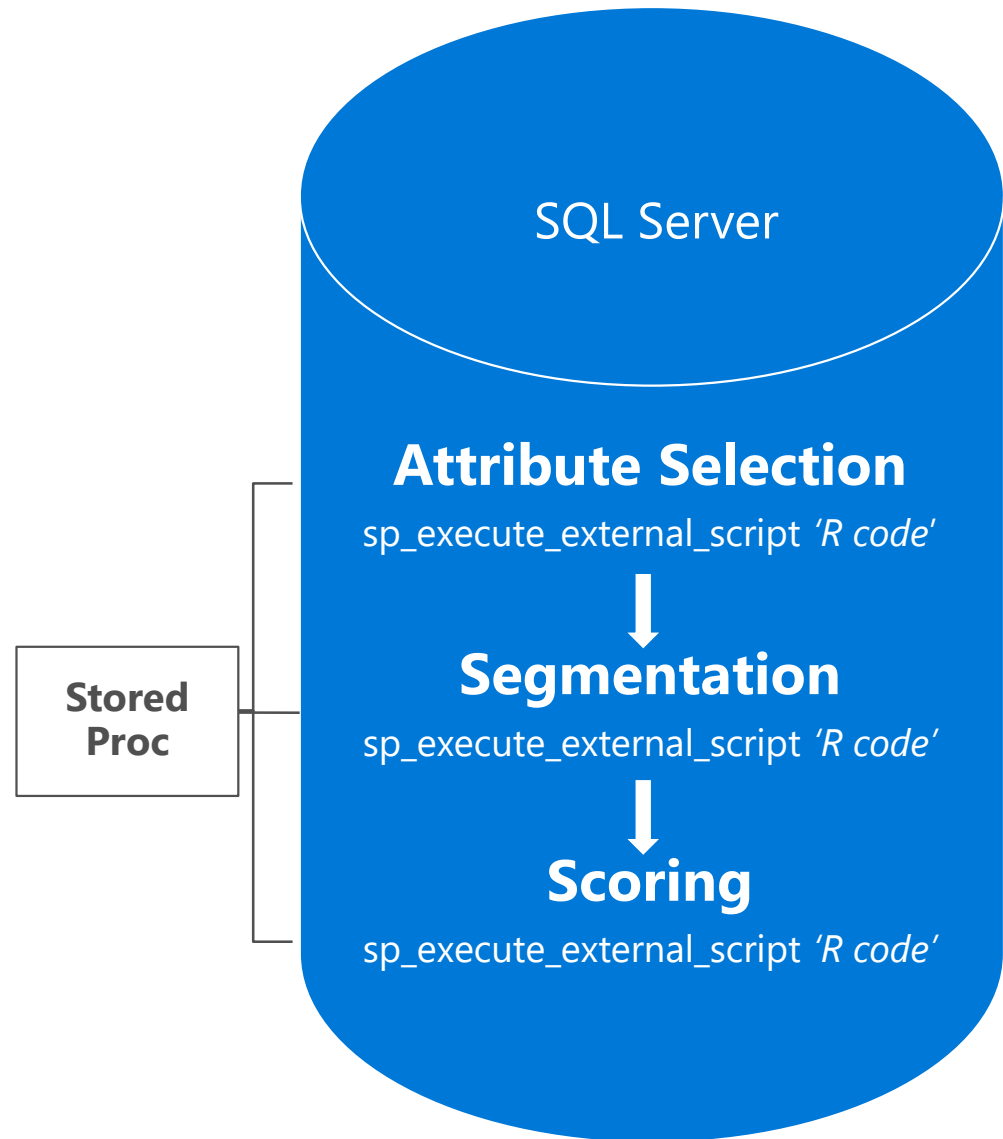 SQL Server
Attribute Selection
sp_execute_external_script ‘R code’
Segmentation
sp_execute_external_script ‘R code’
Stored
Proc
Scoring
sp_execute_external_script ‘R code’